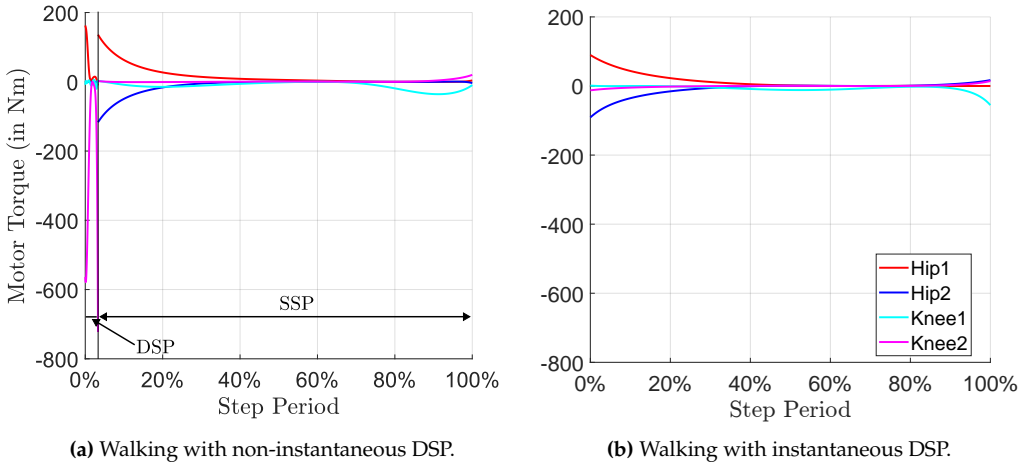 Motor Torque (in Nm)
200
0
-200
-400
-600
-800
SSP
DSP
0% 20% 40% 60% 80% 100%
Step Period
(a) Walking with non-instantaneous DSP.
200
0
-200
-400
-600
-800
Hip1
Hip2
Knee1
Knee2
0% 20% 40% 60% 80% 100%
Step Period
(b) Walking with instantaneous DSP.